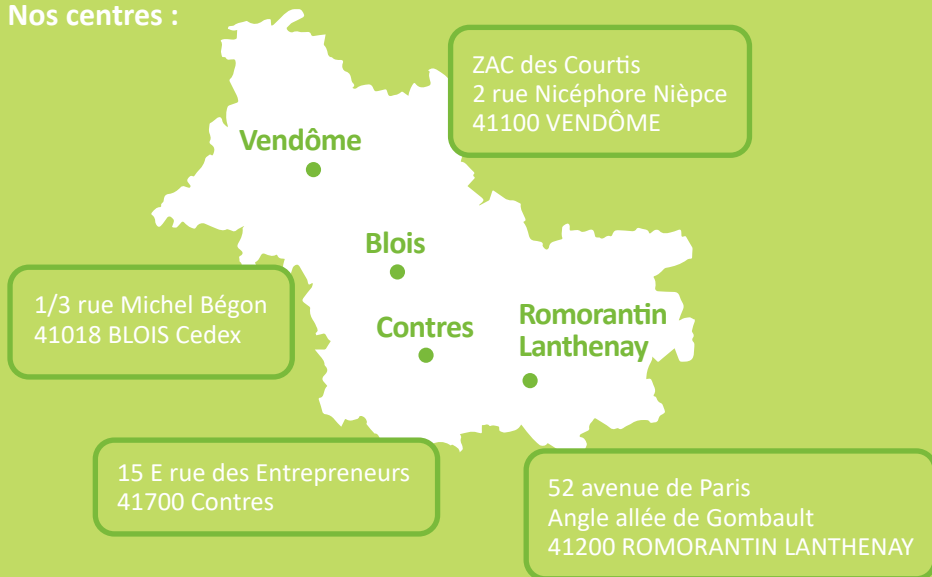 Nos centres :
ZAC des Courtis
2 rue Nicéphore Nièpce
41100 VENDÔME
Vendôme
Blois
1/3 rue Michel Bégon
41018 BLOIS Cedex
Contres
Romorantin
Lanthenay
15 E rue des Entrepreneurs
41700 Contres
52 avenue de Paris
Angle allée de Gombault
41200 ROMORANTIN LANTHENAY